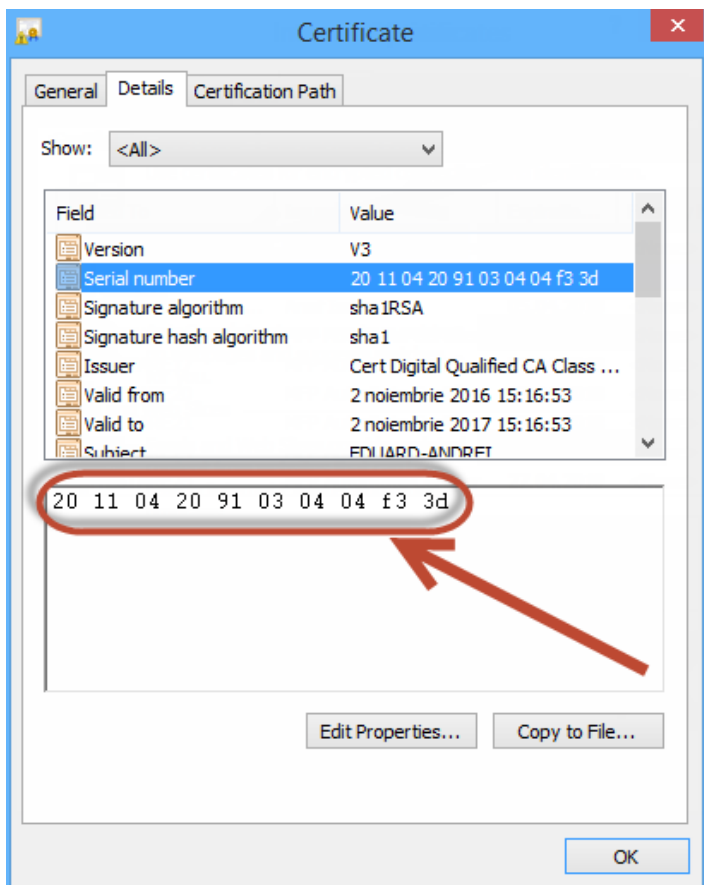 Certificate
General Details Certification Path
Show: <All>
Field Value
Version V3
Serial number 20 11 04 20 91 03 04 04 f3 3d
Signature algorithm sha1RSA
Signature hash algorithm sha1
Issuer Cert Digital Qualified CA Class ...
Valid from 2 noiembrie 2016 15:16:53
Valid to 2 noiembrie 2017 15:16:53
Subject EDUARD-ANDREI
20 11 04 20 91 03 04 04 f3 3d
Edit Properties... Copy to File...
OK